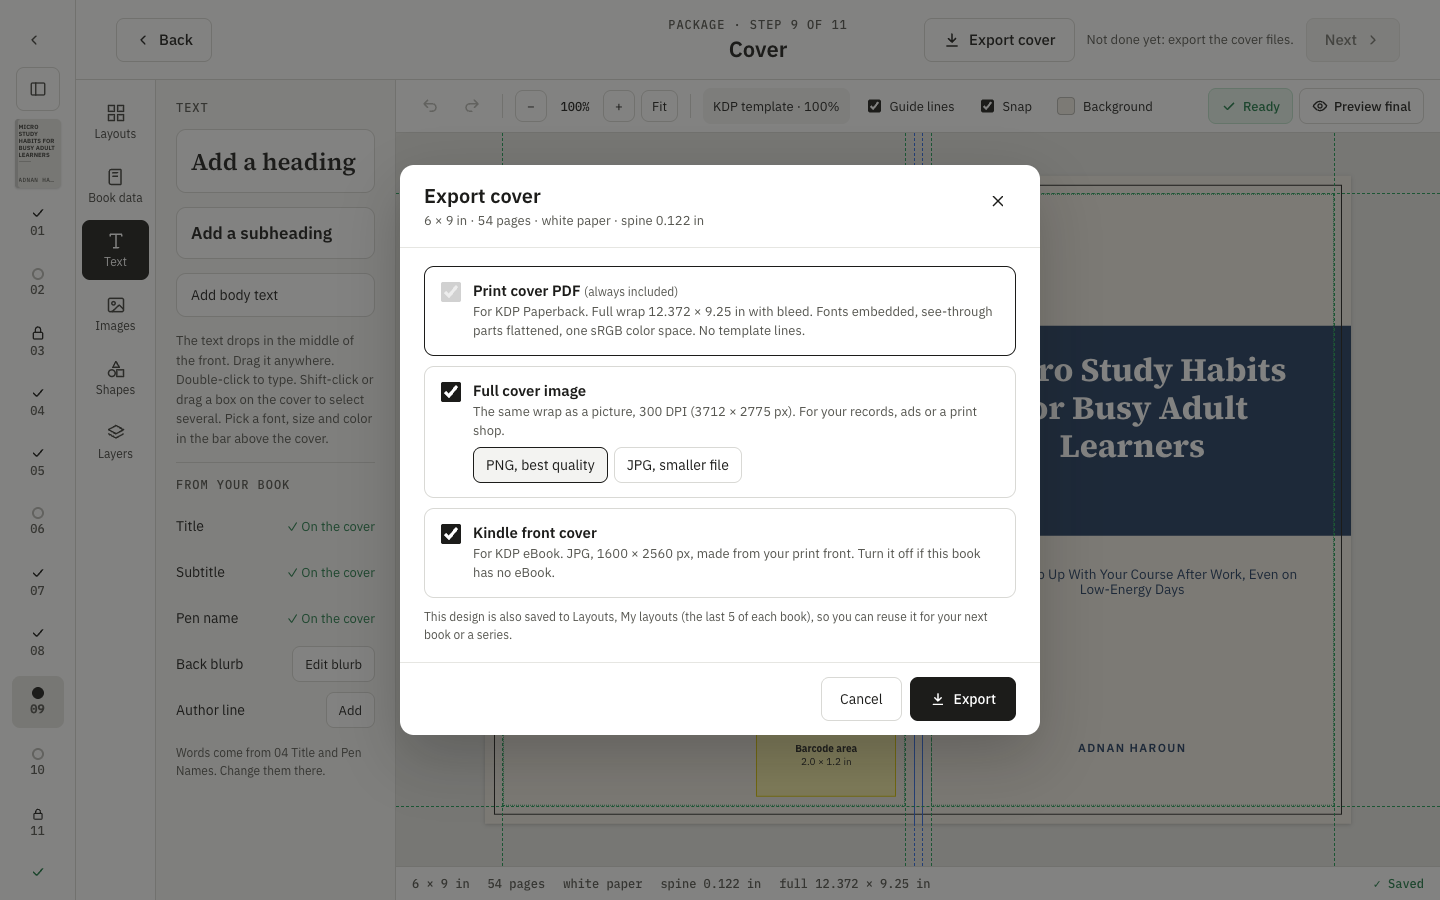 Back
PACKAGE · STEP 9 OF 11
Cover
Export cover
Not done yet: export the cover files.
Next
MICRO
STUDY
HABITS FOR
BUSY ADULT
LEARNERS
ADNAN HA…
01
02
03
04
05
06
07
08
09
10
11
Layouts
Book data
Text
Images
Shapes
Layers
TEXT
Add a heading
Add a subheading
Add body text
The text drops in the middle of
the front. Drag it anywhere.
Double-click to type. Shift-click or
drag a box on the cover to select
several. Pick a font, size and color
in the bar above the cover.
FROM YOUR BOOK
Title ✓ On the cover
Subtitle ✓ On the cover
Pen name ✓ On the cover
Back blurb Edit blurb
Author line Add
Words come from 04 Title and Pen
Names. Change them there.
− 100% + Fit
KDP template · 100%
Guide lines
Snap
Background
Ready
Preview final
Export cover
6 × 9 in · 54 pages · white paper · spine 0.122 in
Print cover PDF (always included)
For KDP Paperback. Full wrap 12.372 × 9.25 in with bleed. Fonts embedded, see-through
parts flattened, one sRGB color space. No template lines.
Full cover image
The same wrap as a picture, 300 DPI (3712 × 2775 px). For your records, ads or a print
shop.
PNG, best quality
JPG, smaller file
Kindle front cover
For KDP eBook. JPG, 1600 × 2560 px, made from your print front. Turn it off if this book
has no eBook.
This design is also saved to Layouts, My layouts (the last 5 of each book), so you can reuse it for your next
book or a series.
Cancel
Export
ro Study Habits
or Busy Adult
Learners
p Up With Your Course After Work, Even on
Low-Energy Days
ADNAN HAROUN
Barcode area
2.0 × 1.2 in
6 × 9 in 54 pages white paper spine 0.122 in full 12.372 × 9.25 in
✓ Saved